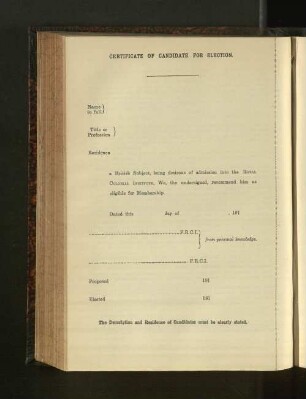 CERTIFICATE OF CANDIDATE FOR ELECTION.
Name in full
Title or Profession
Residence
a British Subject, being desirous of admission into the ROYAL
COLONIAL INSTITUTE, We, the undersigned, recommend him as
eligible for Membership.
Dated this day of 191
F.R.C.I.
from personal knowledge.
F.R.C.I.
Proposed 191
Elected 191
The Description and Residence of Candidates must be clearly stated.